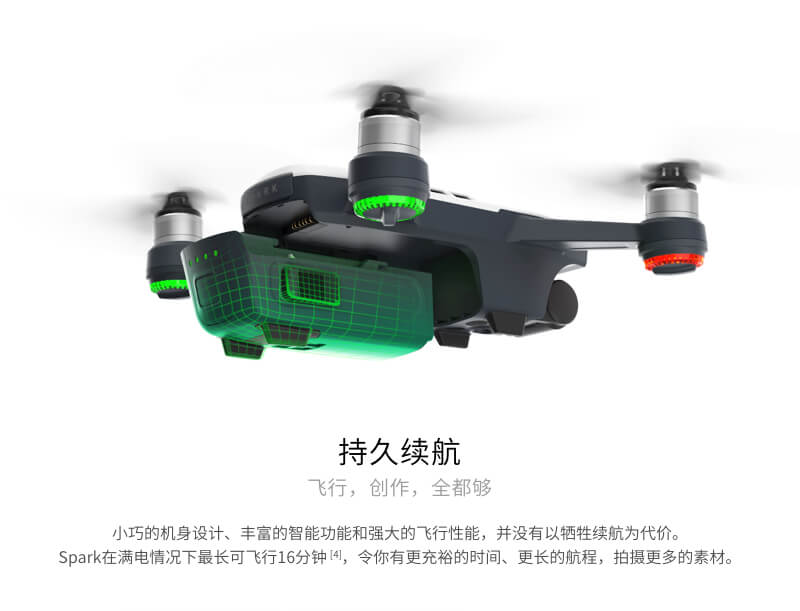 持久续航
飞行，创作，全都够
小巧的机身设计、丰富的智能功能和强大的飞行性能，并没有以牺牲续航为代价。
Spark在满电情况下最长可飞行16分钟 [4]，令你有更充裕的时间、更长的航程，拍摄更多的素材。